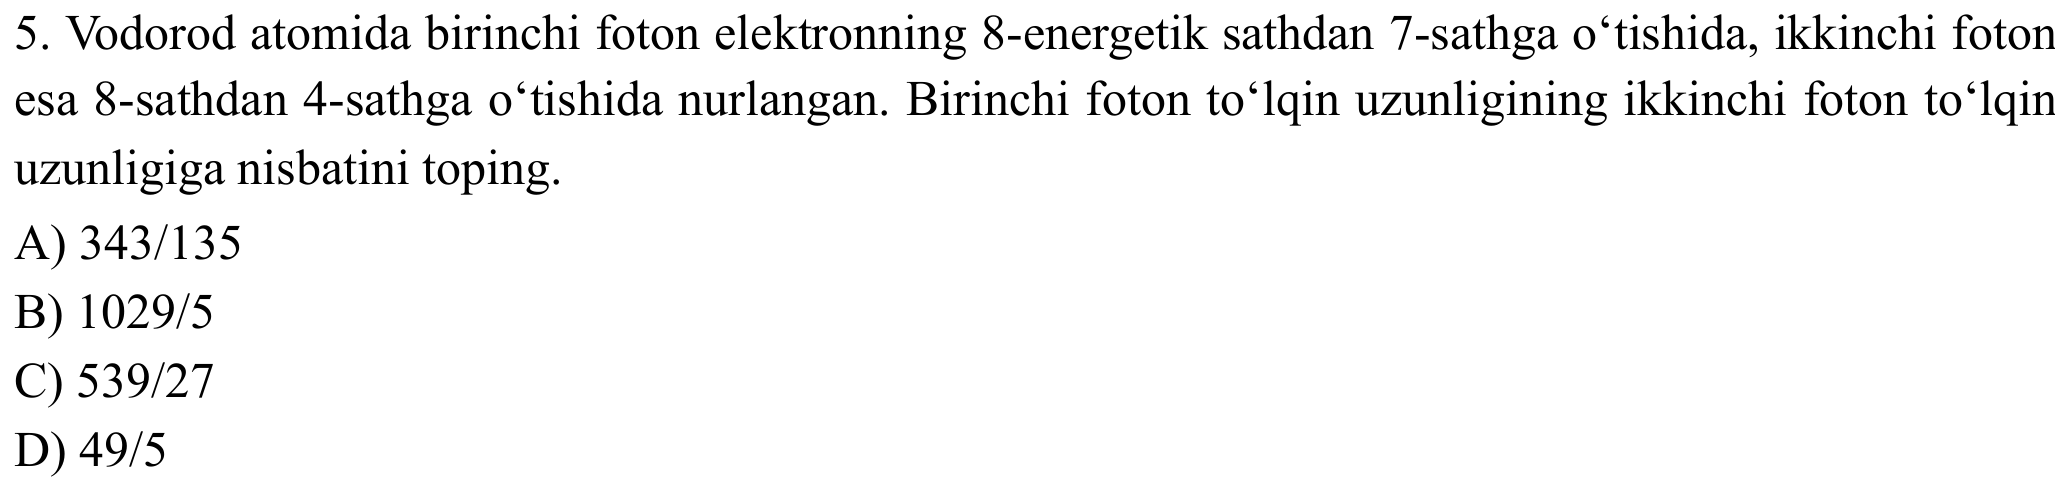 5. Vodorod atomida birinchi foton elektronning 8-energetik sathdan 7-sathga o‘tishida, ikkinchi foton
esa 8-sathdan 4-sathga o‘tishida nurlangan. Birinchi foton to‘lqin uzunligining ikkinchi foton to‘lqin
uzunligiga nisbatini toping.
A) 343/135
B) 1029/5
C) 539/27
D) 49/5